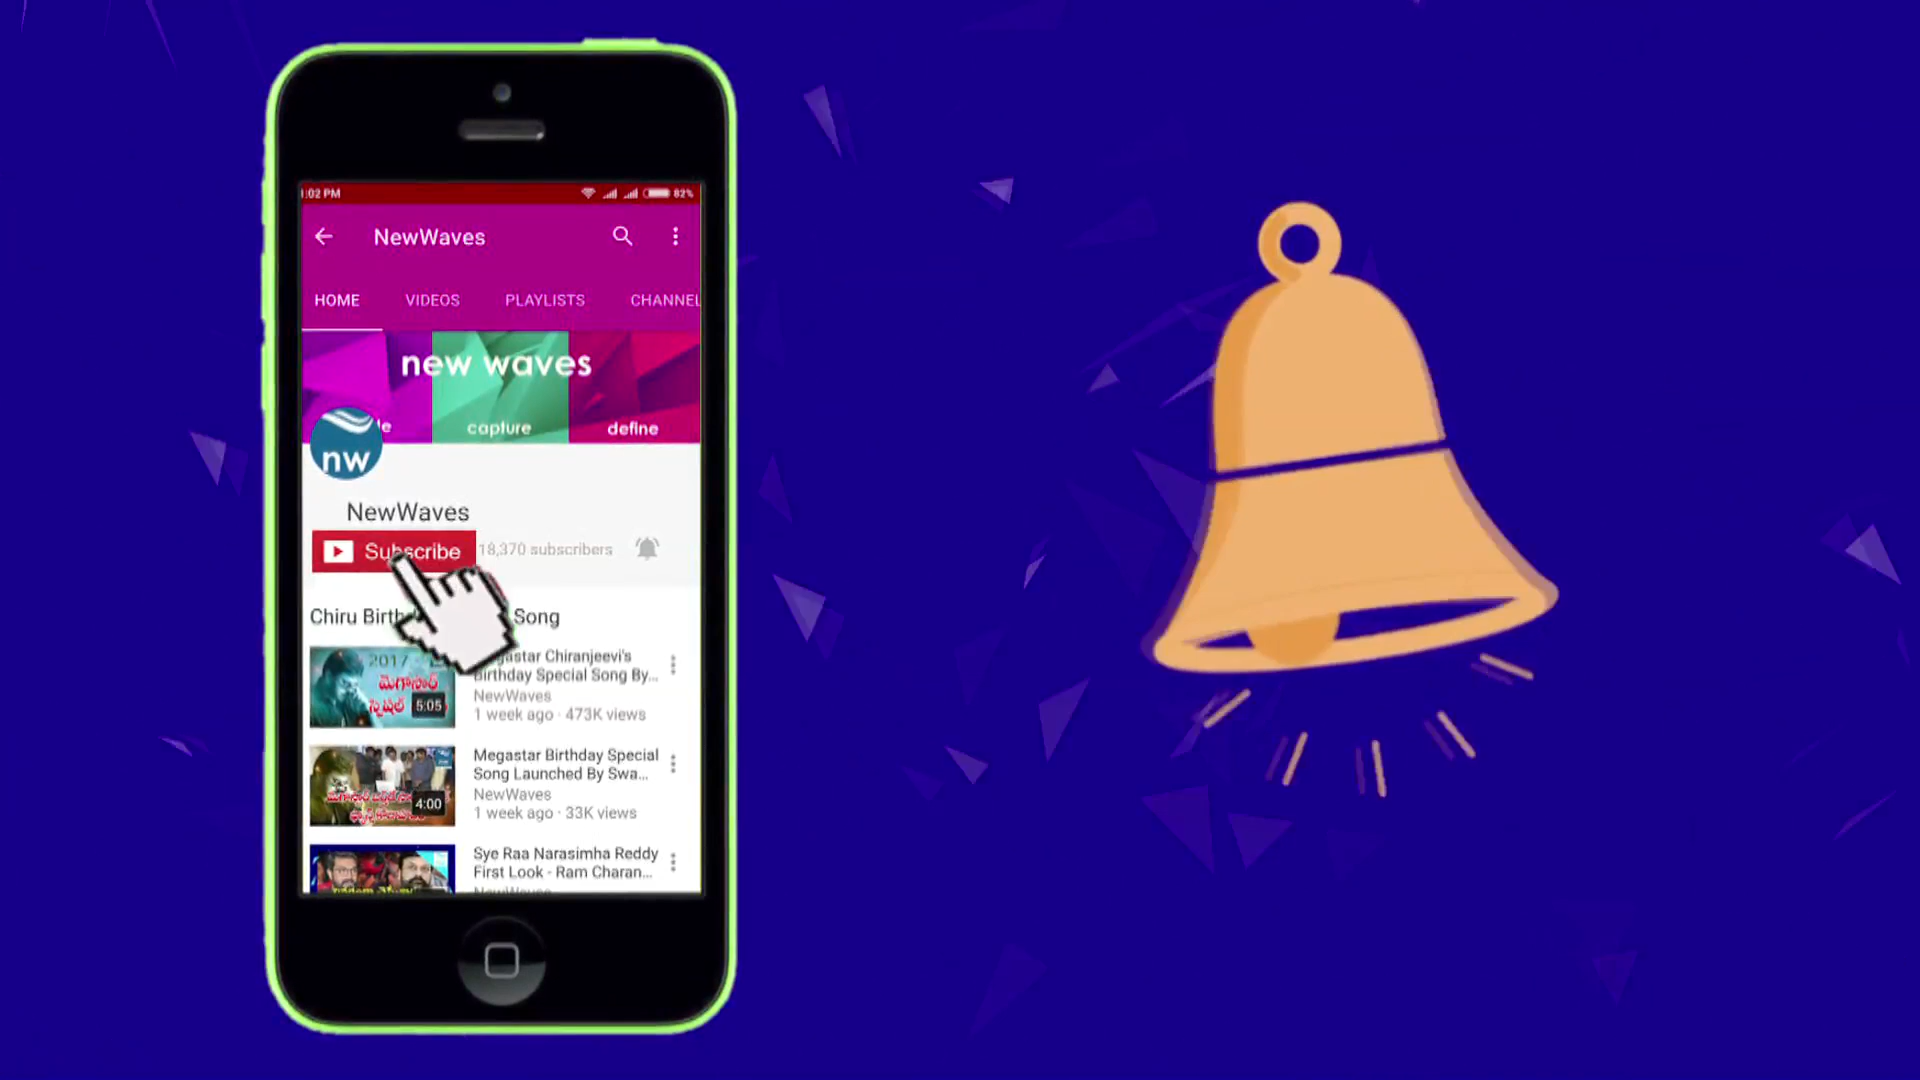 1:02 PM
82%
NewWaves
HOME VIDEOS PLAYLISTS CHANNEL
new waves
capture define
nw
NewWaves
Subscribe 18,370 subscribers
Chiru Song
2017
మెగాస్టార్
స్పెషల్
5:05
Megastar Chiranjeevi's
Birthday Special Song By...
NewWaves
1 week ago · 473K views
4:00
Megastar Birthday Special
Song Launched By Swa...
NewWaves
1 week ago · 33K views
Sye Raa Narasimha Reddy
First Look - Ram Charan...
NewWaves